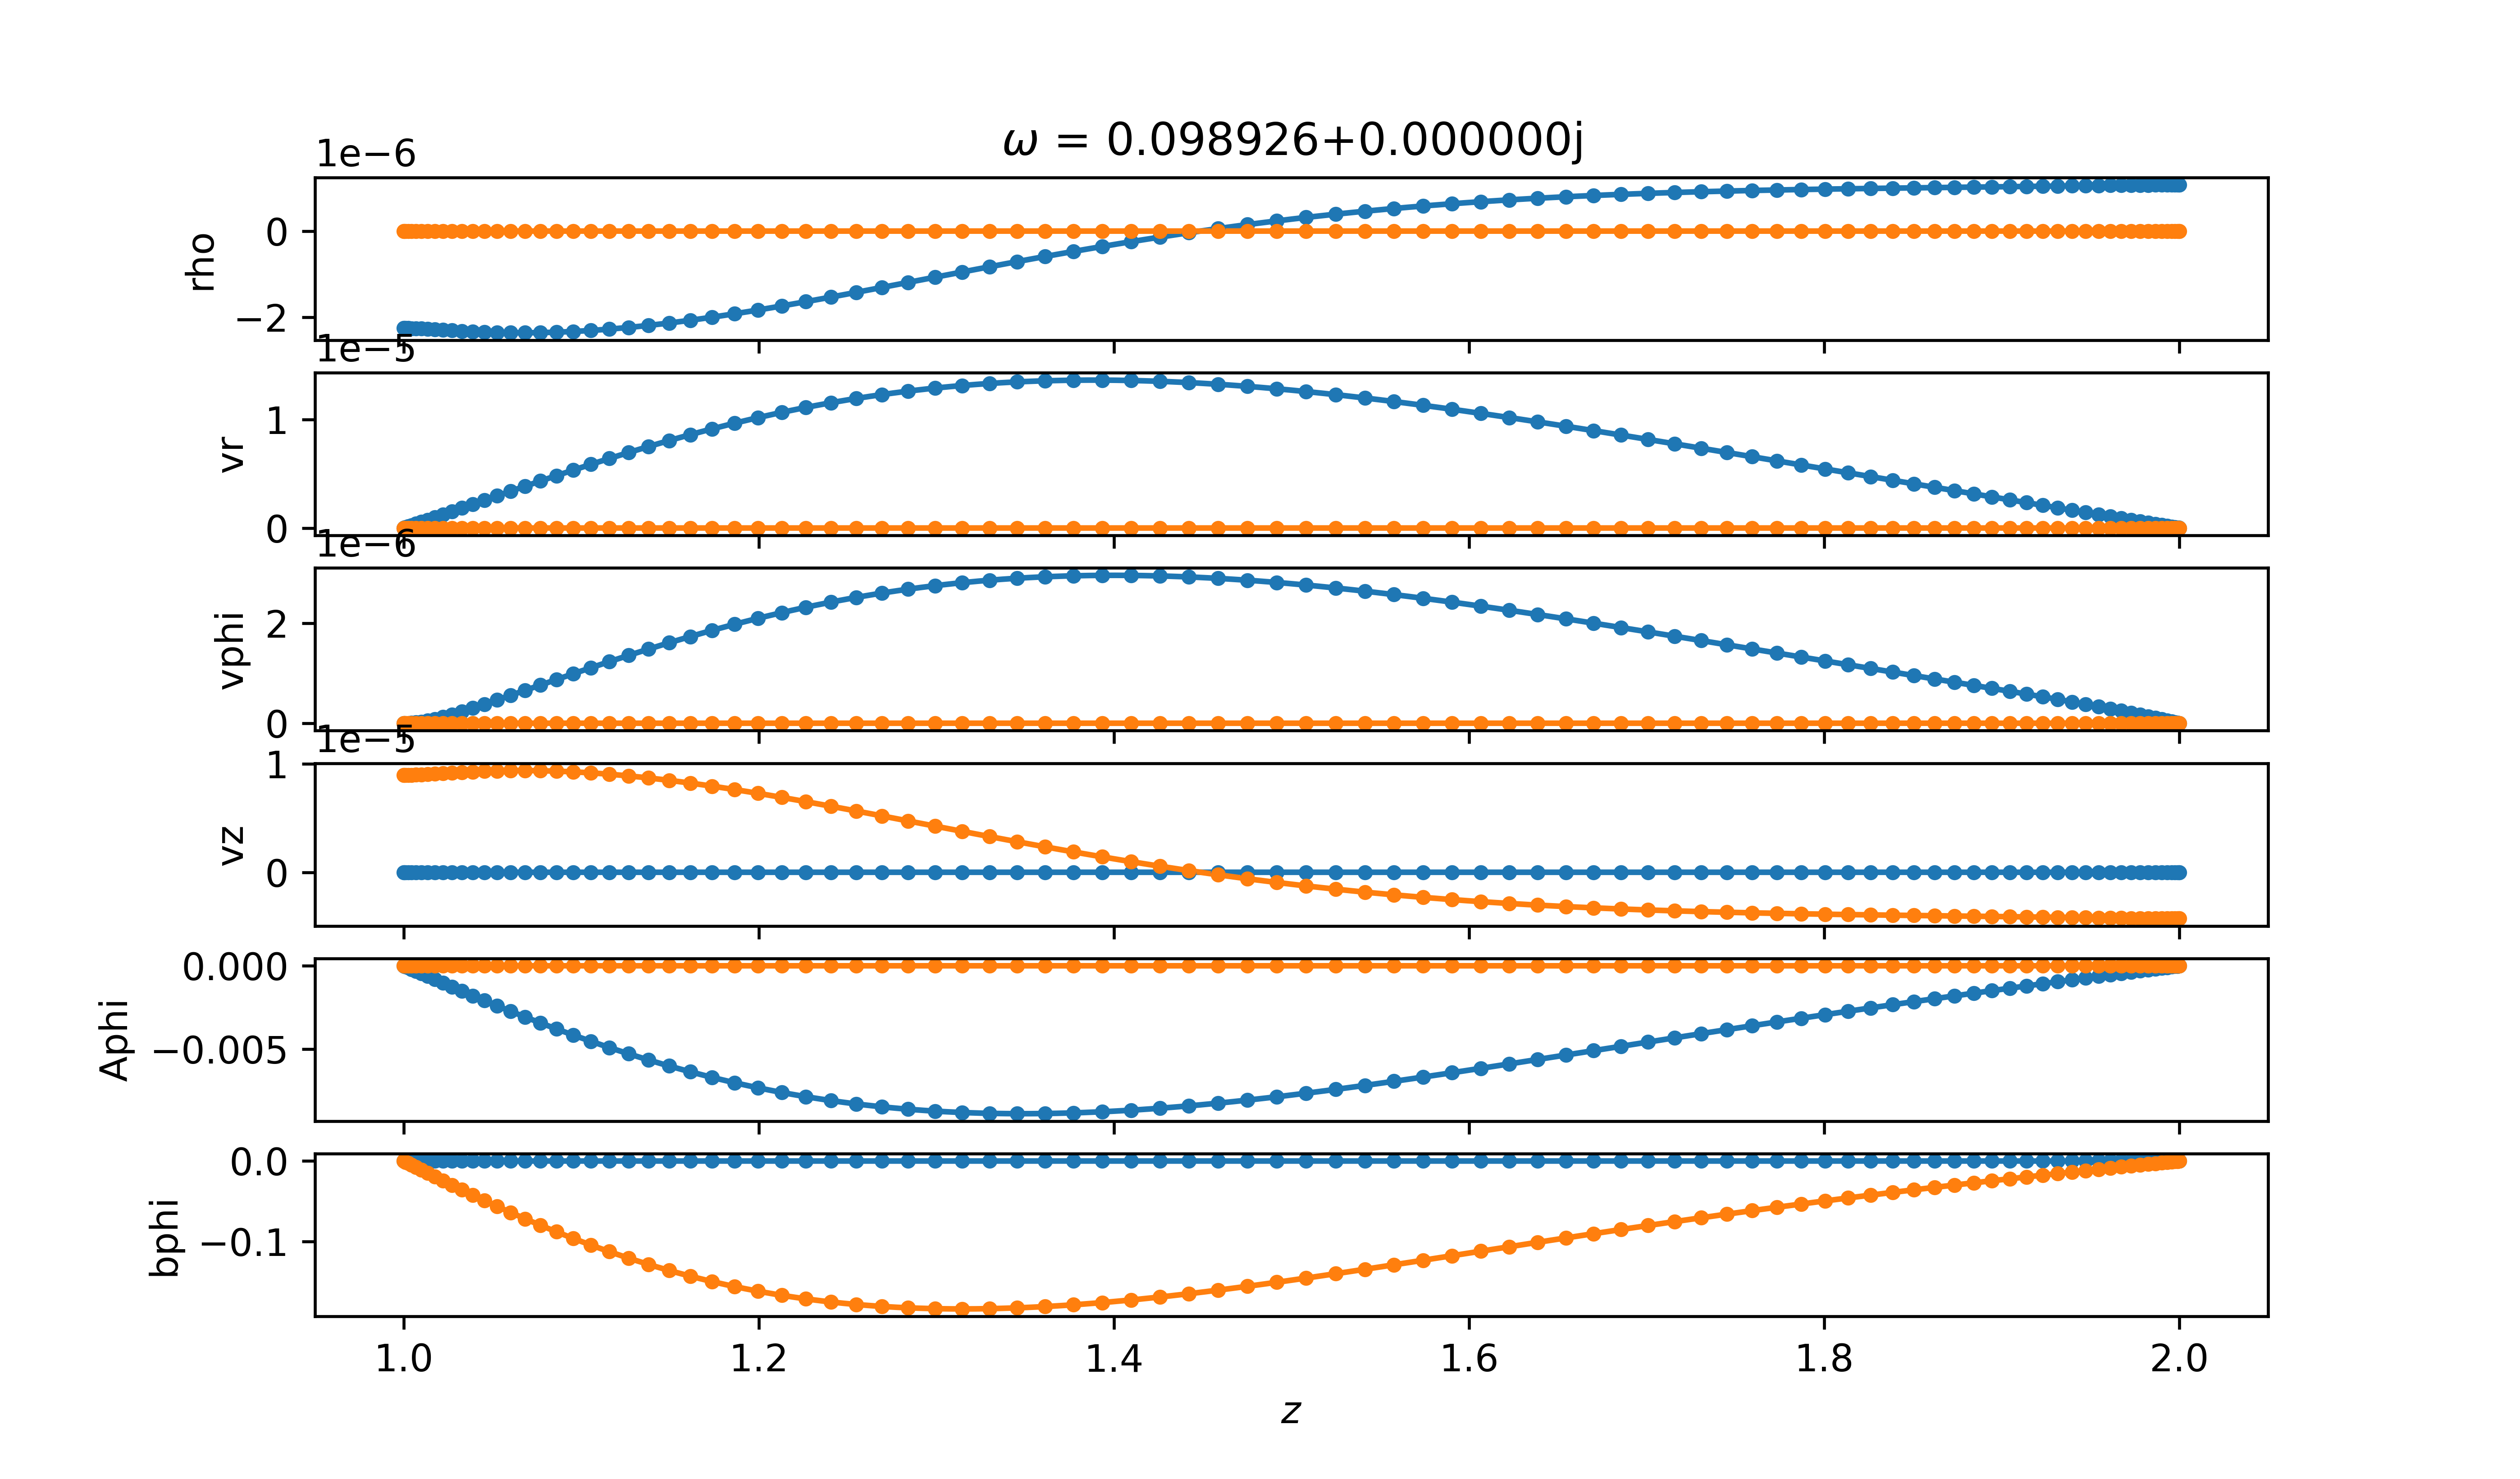 ω = 0.098926+0.000000j
1e−6
rho
0
−2
1e−5
vr
1
0
1e−6
vphi
2
0
1e−5
vz
1
0
Aphi
0.000
−0.005
bphi
0.0
−0.1
1.0 1.2 1.4 1.6 1.8 2.0
z